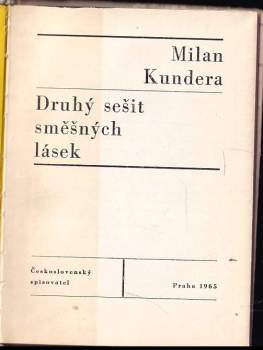 Milan
Kundera
Druhý sešit
směšných
lásek
Československý
spisovatel
Praha 1965